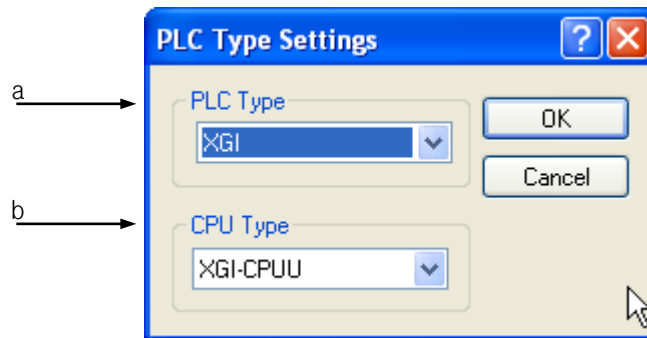 PLC Type Settings
a
PLC Type
XGI
OK
Cancel
b
CPU Type
XGI-CPUU